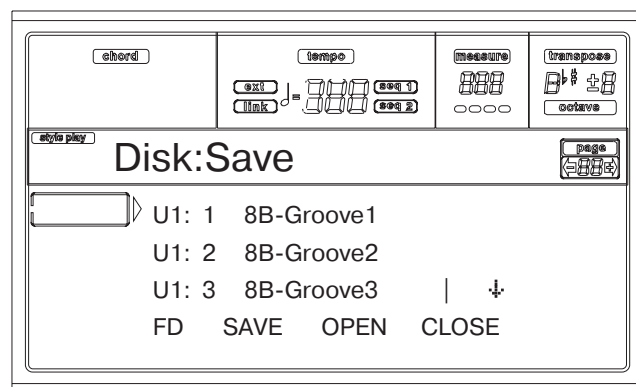 chord
tempo
measure
transpose
ext
seq 1
link
seq 2
octave
style play
Disk:Save
page
U1: 1 8B-Groove1
U1: 2 8B-Groove2
U1: 3 8B-Groove3
FD SAVE OPEN CLOSE